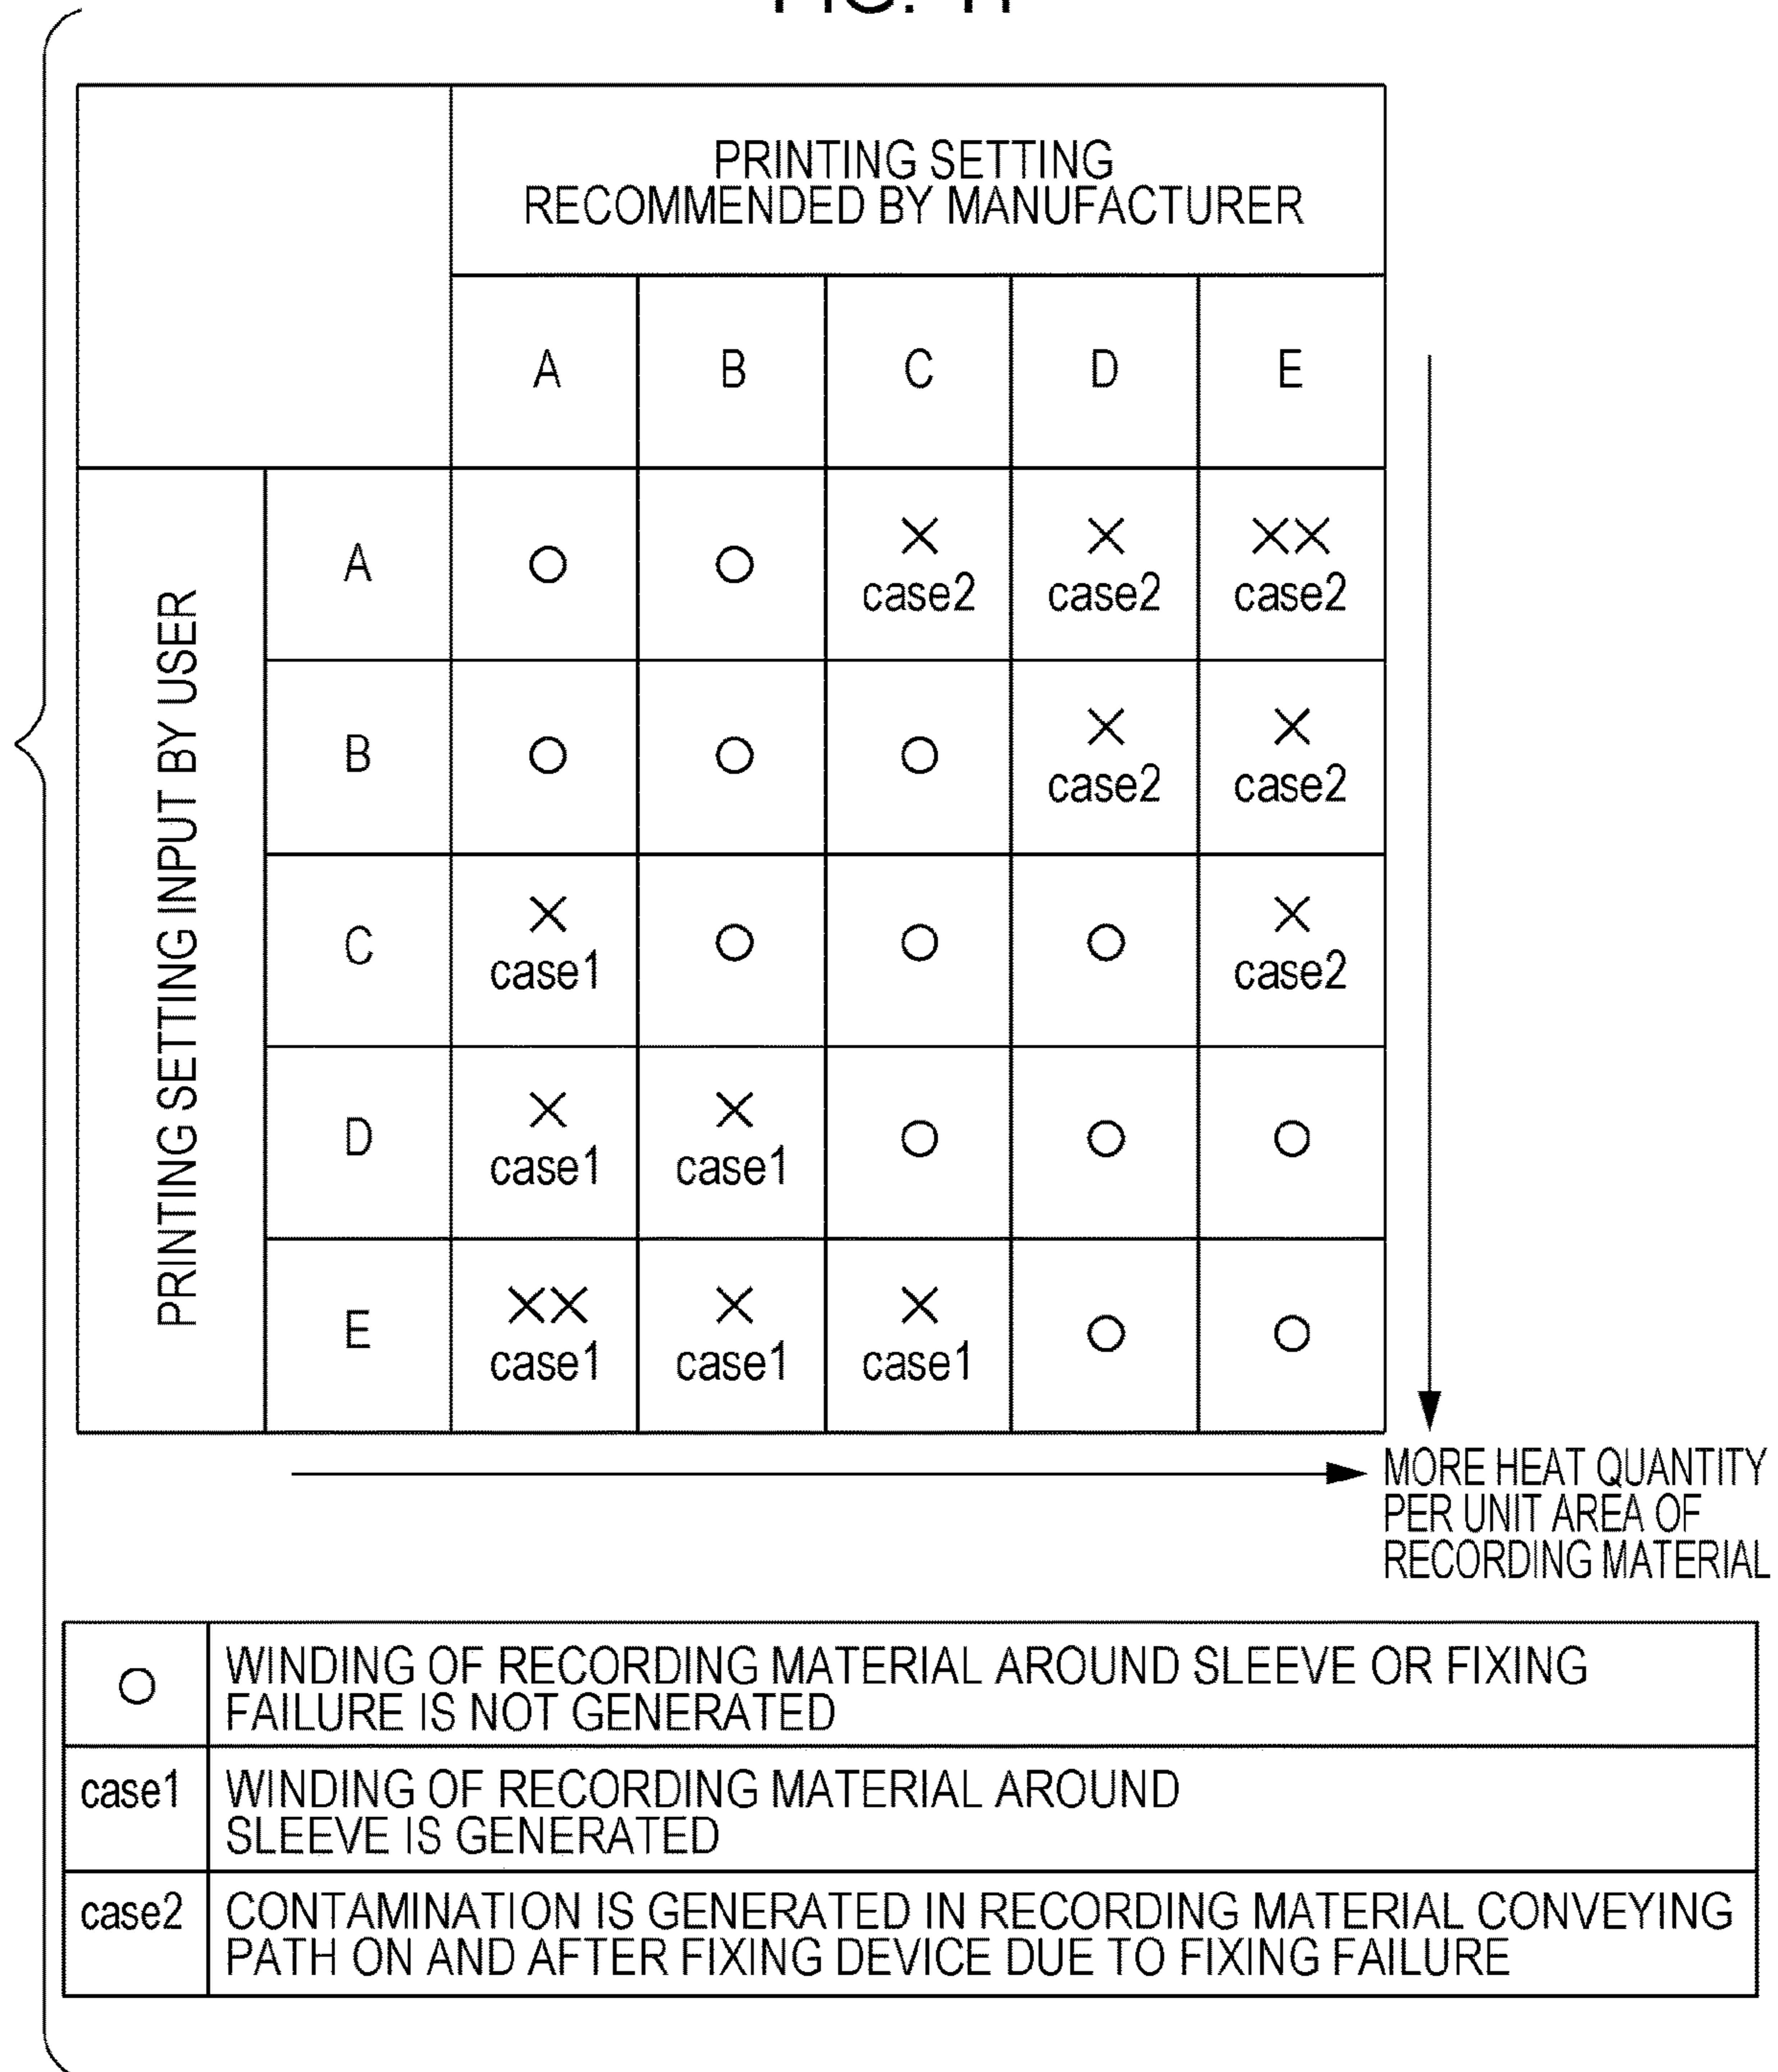 PRINTING SETTING
RECOMMENDED BY MANUFACTURER
A B C D E
PRINTING SETTING INPUT BY USER
A ○ ○ × × ××
case2 case2 case2
B ○ ○ ○ × ×
case2 case2
C × ○ ○ ○ ×
case1 case2
D × × ○ ○ ○
case1 case1
E ×× × × ○ ○
case1 case1 case1
MORE HEAT QUANTITY
PER UNIT AREA OF
RECORDING MATERIAL
○ WINDING OF RECORDING MATERIAL AROUND SLEEVE OR FIXING
FAILURE IS NOT GENERATED
case1 WINDING OF RECORDING MATERIAL AROUND
SLEEVE IS GENERATED
case2 CONTAMINATION IS GENERATED IN RECORDING MATERIAL CONVEYING
PATH ON AND AFTER FIXING DEVICE DUE TO FIXING FAILURE